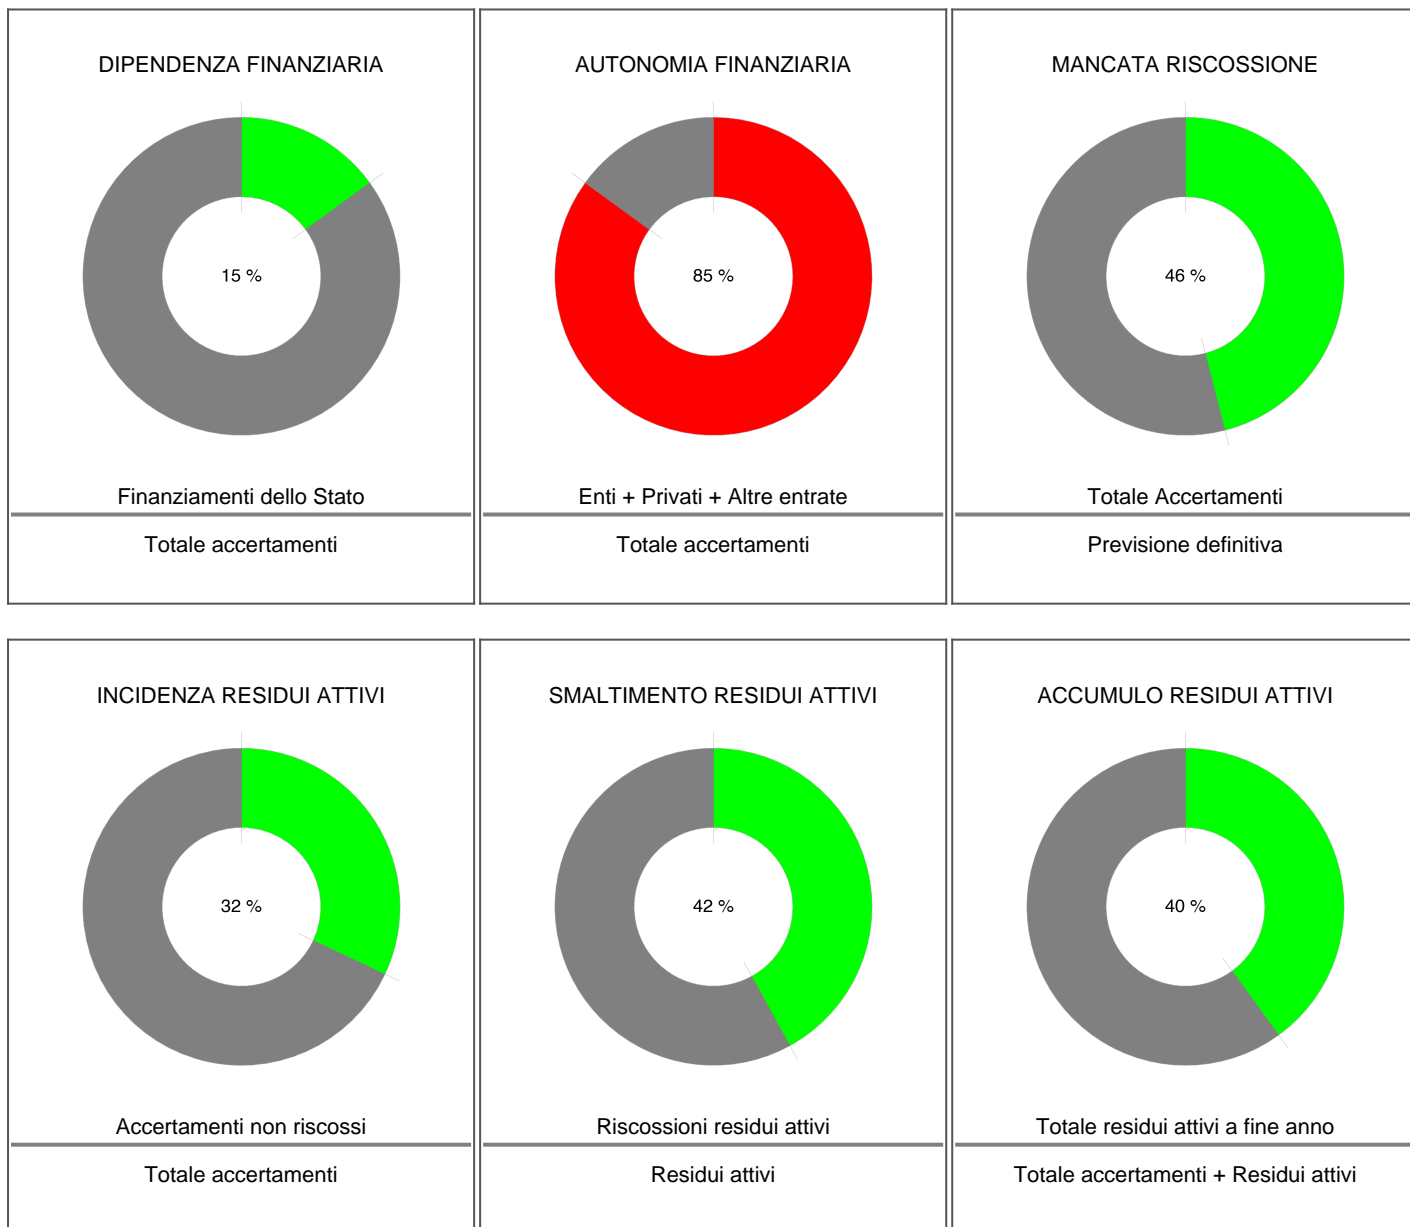 DIPENDENZA FINANZIARIA
15 %
Finanziamenti dello Stato
Totale accertamenti
AUTONOMIA FINANZIARIA
85 %
Enti + Privati + Altre entrate
Totale accertamenti
MANCATA RISCOSSIONE
46 %
Totale Accertamenti
Previsione definitiva
INCIDENZA RESIDUI ATTIVI
32 %
Accertamenti non riscossi
Totale accertamenti
SMALTIMENTO RESIDUI ATTIVI
42 %
Riscossioni residui attivi
Residui attivi
ACCUMULO RESIDUI ATTIVI
40 %
Totale residui attivi a fine anno
Totale accertamenti + Residui attivi